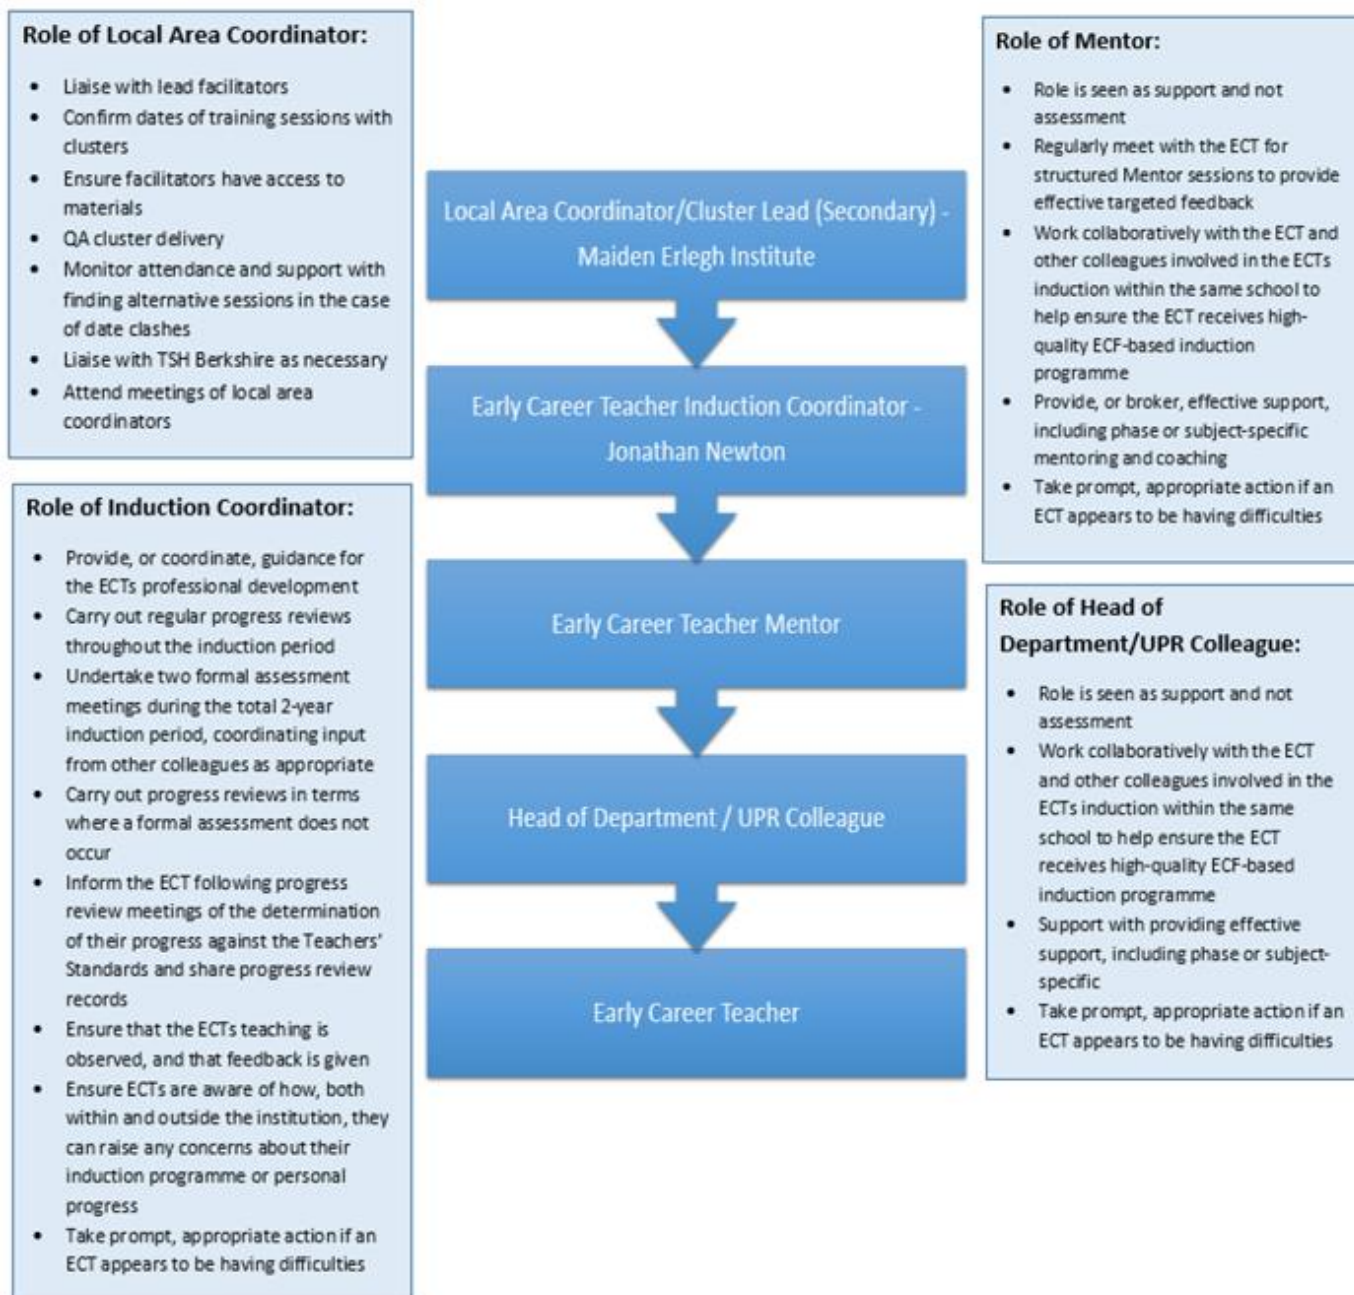 Role of Local Area Coordinator:
• Liaise with lead facilitators
• Confirm dates of training sessions with
clusters
• Ensure facilitators have access to
materials
• QA cluster delivery
• Monitor attendance and support with
finding alternative sessions in the case
of date clashes
• Liaise with TSH Berkshire as necessary
• Attend meetings of local area
coordinators
Role of Induction Coordinator:
• Provide, or coordinate, guidance for
the ECTs professional development
• Carry out regular progress reviews
throughout the induction period
• Undertake two formal assessment
meetings during the total 2-year
induction period, coordinating input
from other colleagues as appropriate
• Carry out progress reviews in terms
where a formal assessment does not
occur
• Inform the ECT following progress
review meetings of the determination
of their progress against the Teachers’
Standards and share progress review
records
• Ensure that the ECTs teaching is
observed, and that feedback is given
• Ensure ECTs are aware of how, both
within and outside the institution, they
can raise any concerns about their
induction programme or personal
progress
• Take prompt, appropriate action if an
ECT appears to be having difficulties
Local Area Coordinator/Cluster Lead (Secondary) -
Maiden Erlegh Institute
Early Career Teacher Induction Coordinator -
Jonathan Newton
Early Career Teacher Mentor
Head of Department / UPR Colleague
Early Career Teacher
Role of Mentor:
• Role is seen as support and not
assessment
• Regularly meet with the ECT for
structured Mentor sessions to provide
effective targeted feedback
• Work collaboratively with the ECT and
other colleagues involved in the ECTs
induction within the same school to
help ensure the ECT receives high-
quality ECF-based induction
programme
• Provide, or broker, effective support,
including phase or subject-specific
mentoring and coaching
• Take prompt, appropriate action if an
ECT appears to be having difficulties
Role of Head of
Department/UPR Colleague:
• Role is seen as support and not
assessment
• Work collaboratively with the ECT
and other colleagues involved in the
ECTs induction within the same
school to help ensure the ECT
receives high-quality ECF-based
induction programme
• Support with providing effective
support, including phase or subject-
specific
• Take prompt, appropriate action if an
ECT appears to be having difficulties